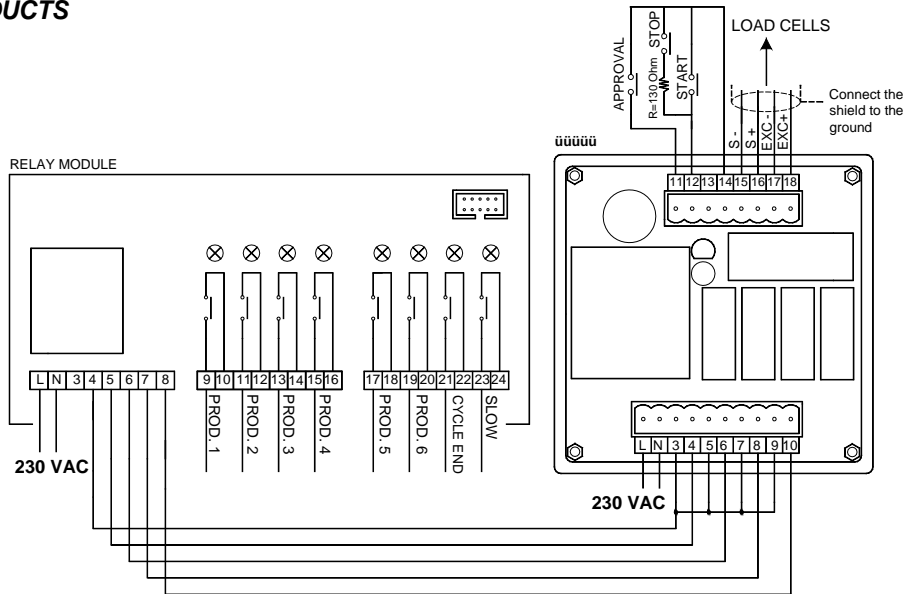 DUCTS
APPROVAL
R=130 Ohm
STOP
START
LOAD CELLS
S -
S +
EXC -
EXC+
Connect the
shield to the
ground
üüüüü
11 12 13 14 15 16 17 18
RELAY MODULE
L N 3 4 5 6 7 8
9 10 11 12 13 14 15 16
17 18 19 20 21 22 23 24
PROD. 1
PROD. 2
PROD. 3
PROD. 4
PROD. 5
PROD. 6
CYCLE END
SLOW
230 VAC
L N 3 4 5 6 7 8 9 10
230 VAC